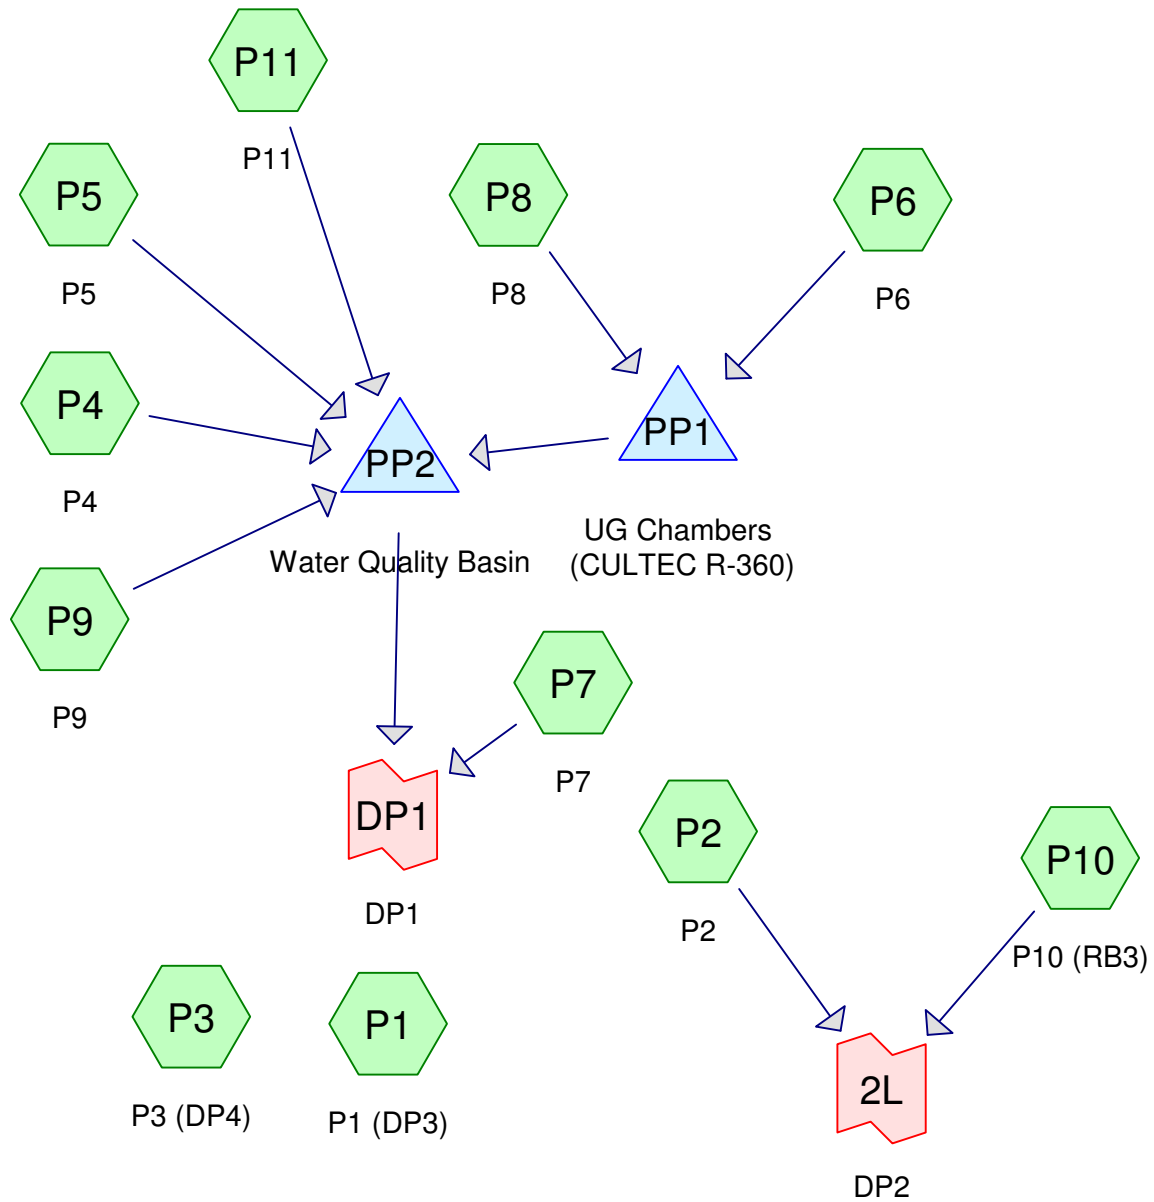 P11
P11
P5
P5
P8
P8
P6
P6
P4
P4
PP2
Water Quality Basin
PP1
UG Chambers
(CULTEC R-360)
P9
P9
P7
P7
DP1
DP1
P2
P2
P10
P10 (RB3)
P3
P3 (DP4)
P1
P1 (DP3)
2L
DP2